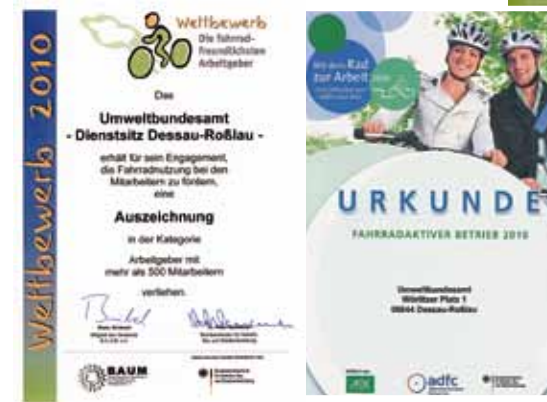 Wettbewerb 2010
Wettbewerb
Die fahrrad-
freundlichsten
Arbeitgeber
Das
Umweltbundesamt
- Dienstsitz Dessau-Roßlau -
erhält für sein Engagement,
die Fahrradnutzung bei den
Mitarbeitern zu fördern,
eine
Auszeichnung
in der Kategorie
Arbeitgeber mit
mehr als 500 Mitarbeitern
verliehen.
B.A.U.M.
Mit dem Rad
zur Arbeit
URKUNDE
FAHRRADAKTIVER BETRIEB 2010
Umweltbundesamt
Wörlitzer Platz 1
06844 Dessau-Roßlau
AOK
adfc